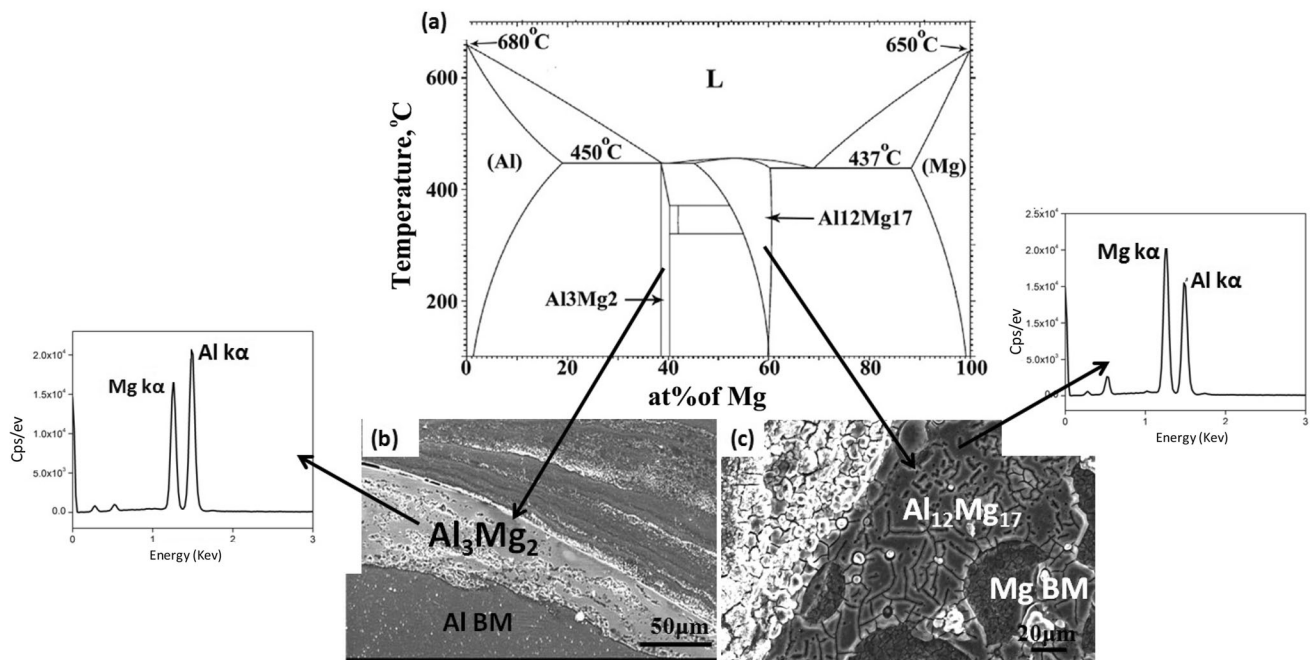 (a)
680°C
650°C
L
600
Temperature,°C
(Al)
450°C
437°C
(Mg)
400
Al12Mg17
Al3Mg2
200
0
20
40
60
80
100
at%of Mg
2.5x10⁴
2.0x10⁴
1.5x10⁴
1.0x10⁴
5.0x10³
0.0
Cps/ev
Mg kα
Al kα
0
1
2
3
Energy (Kev)
2.0x10⁴
1.5x10⁴
1.0x10⁴
5.0x10³
0.0
Cps/ev
Mg kα
Al kα
0
1
2
3
Energy (Kev)
(b)
Al₃Mg₂
Al BM
50µm
(c)
Al₁₂Mg₁₇
Mg BM
20µm